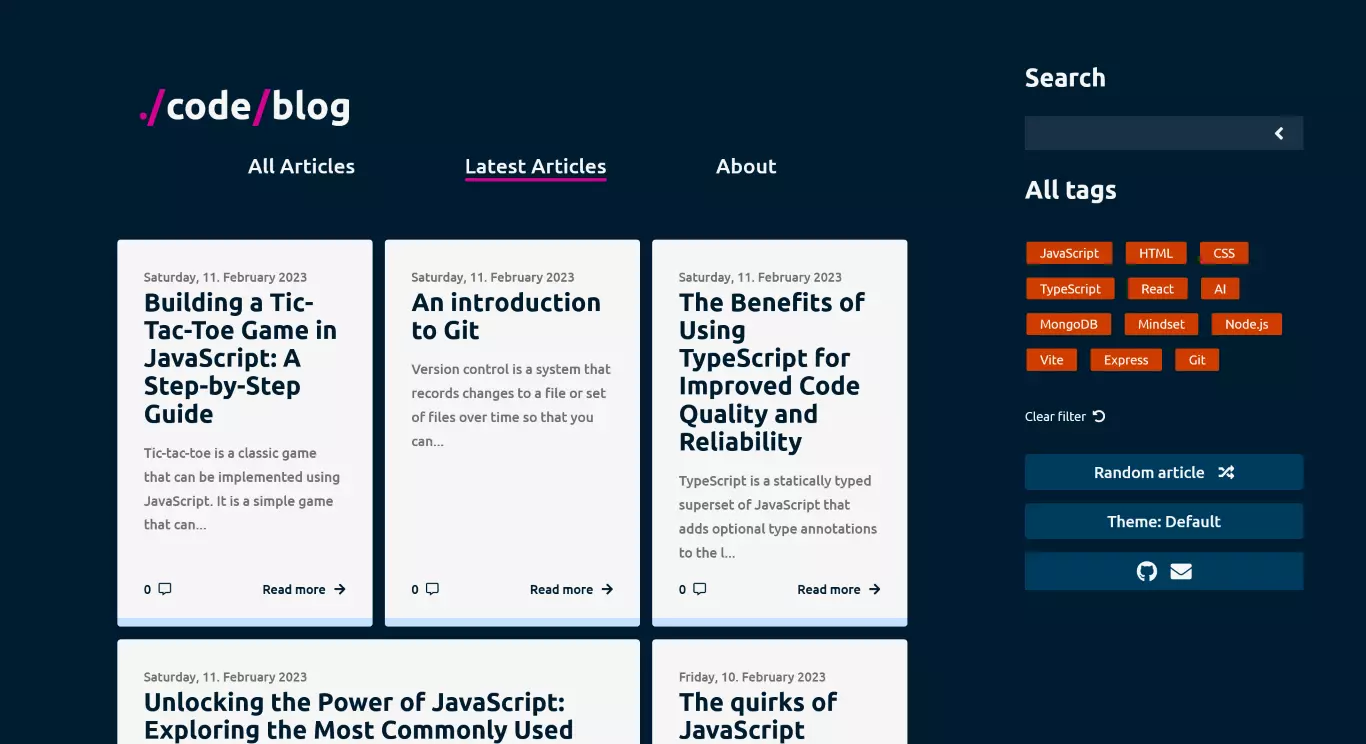 ./code/blog
All Articles
Latest Articles
About
Saturday, 11. February 2023
Building a Tic-
Tac-Toe Game in
JavaScript: A
Step-by-Step
Guide
Tic-tac-toe is a classic game
that can be implemented using
JavaScript. It is a simple game
that can...
0
Read more
Saturday, 11. February 2023
An introduction
to Git
Version control is a system that
records changes to a file or set
of files over time so that you
can...
0
Read more
Saturday, 11. February 2023
The Benefits of
Using
TypeScript for
Improved Code
Quality and
Reliability
TypeScript is a statically typed
superset of JavaScript that
adds optional type annotations
to the l...
0
Read more
Saturday, 11. February 2023
Unlocking the Power of JavaScript:
Exploring the Most Commonly Used
Friday, 10. February 2023
The quirks of
JavaScript
Search
All tags
JavaScript
HTML
CSS
TypeScript
React
AI
MongoDB
Mindset
Node.js
Vite
Express
Git
Clear filter
Random article
Theme: Default